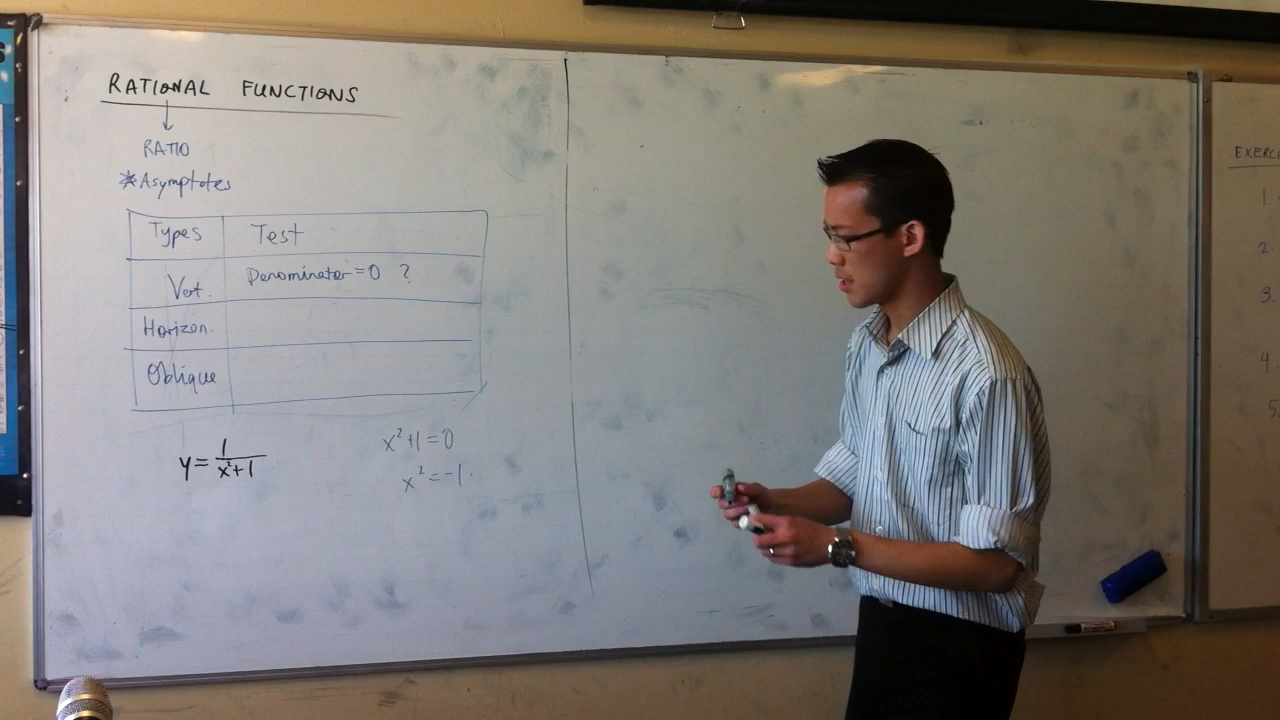 RATIONAL FUNCTIONS
RATIO
*Asymptotes
Types Test
Vert. Denominator=0 ?
Horizon.
Oblique
y = 1/(x²+1)
x²+1=0
x²=-1
EXERC
1.
2
3.
4
5